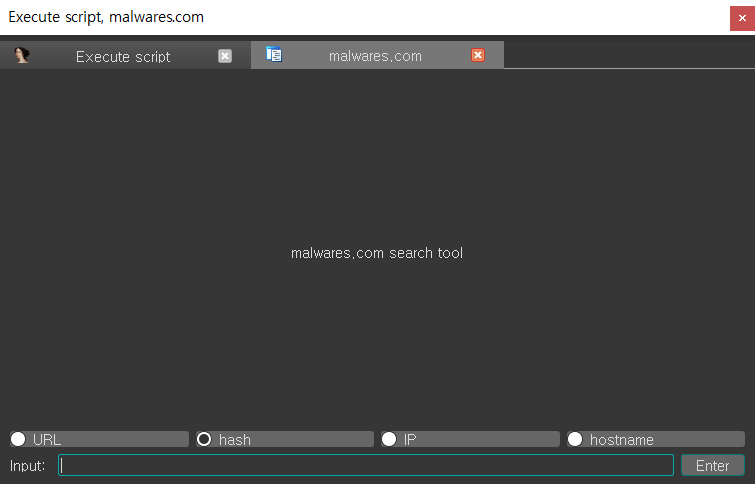 Execute script, malwares.com
Execute script
malwares.com
malwares.com search tool
URL
hash
IP
hostname
Input:
Enter